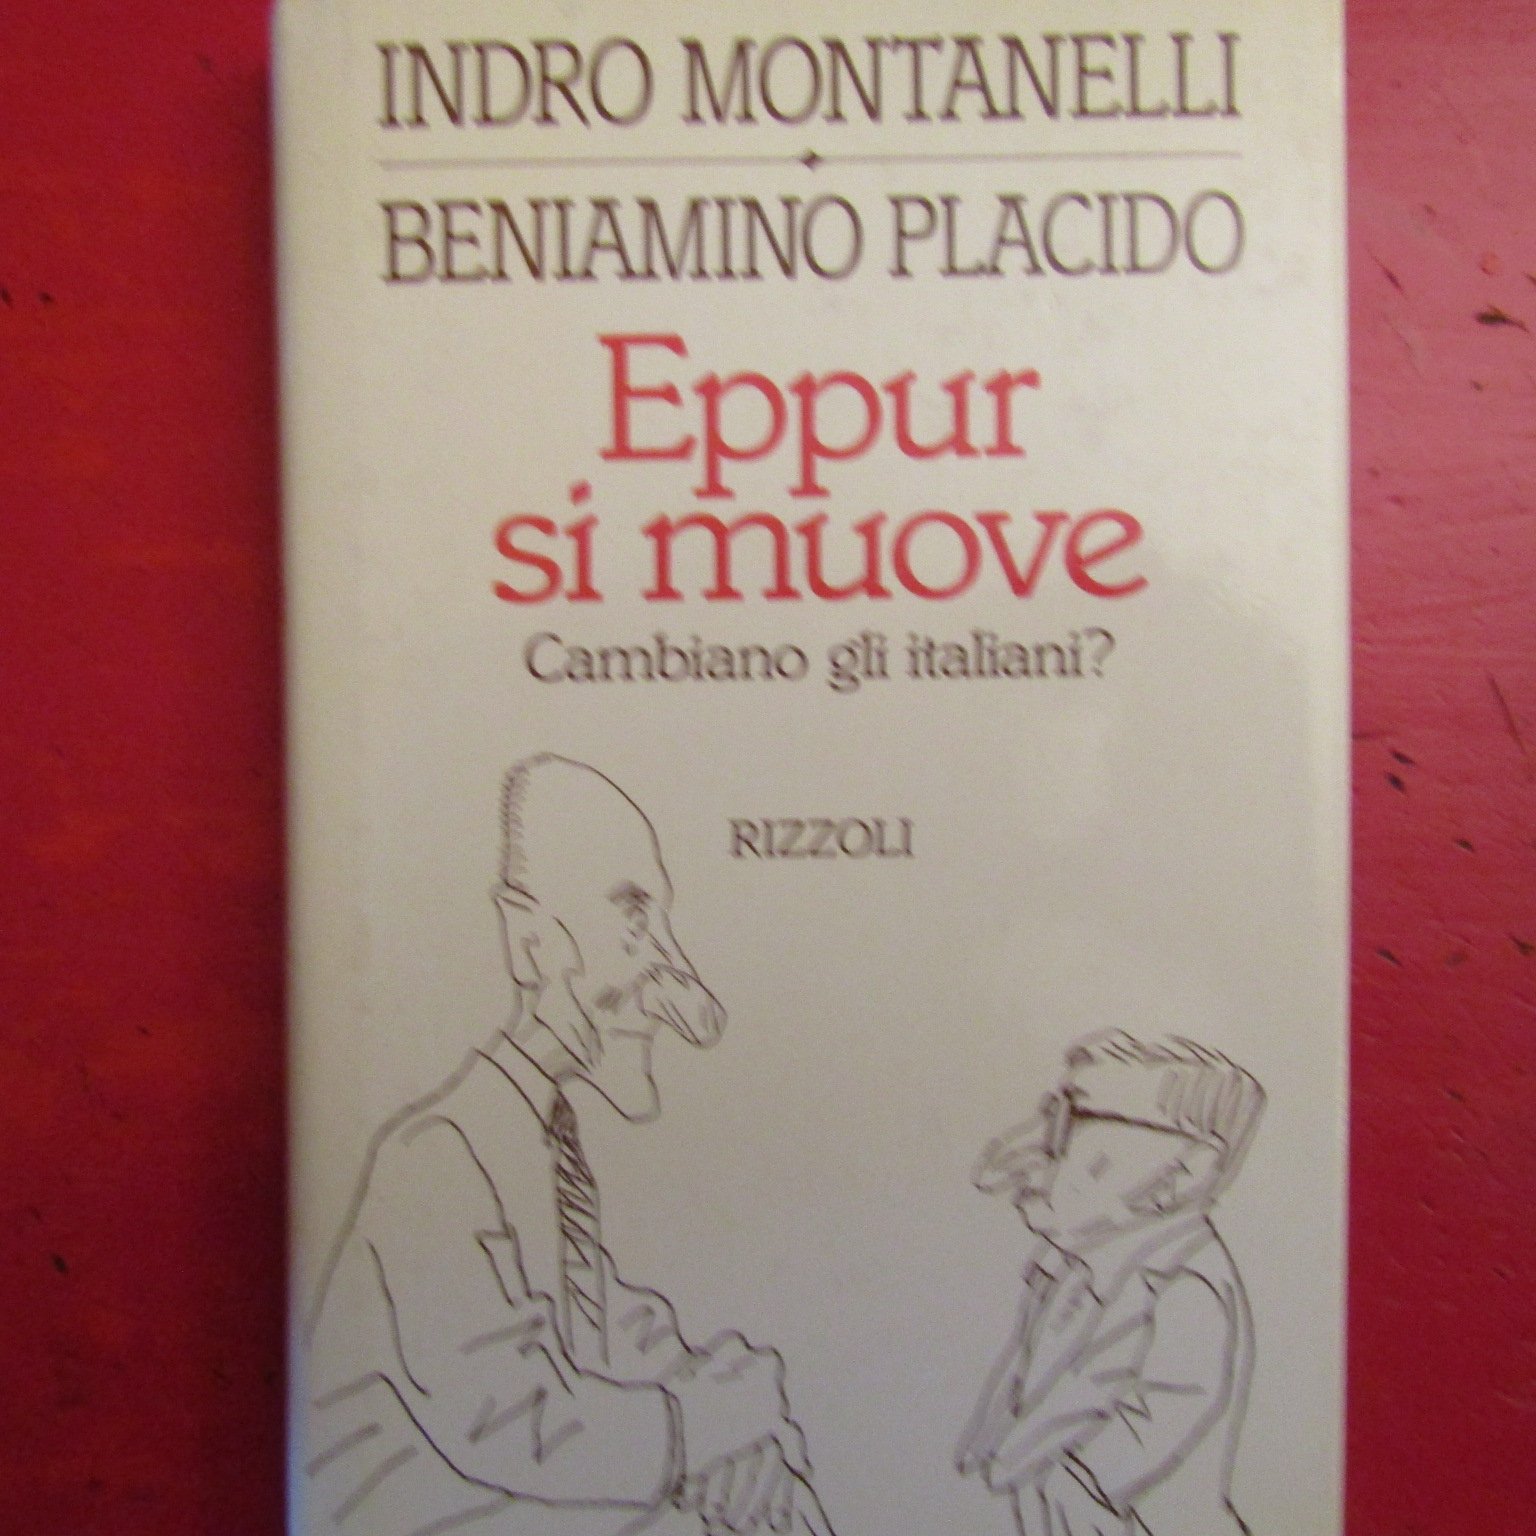 INDRO MONTANELLI
BENIAMINO PLACIDO
Eppur
si muove
Cambiano gli italiani?
RIZZOLI